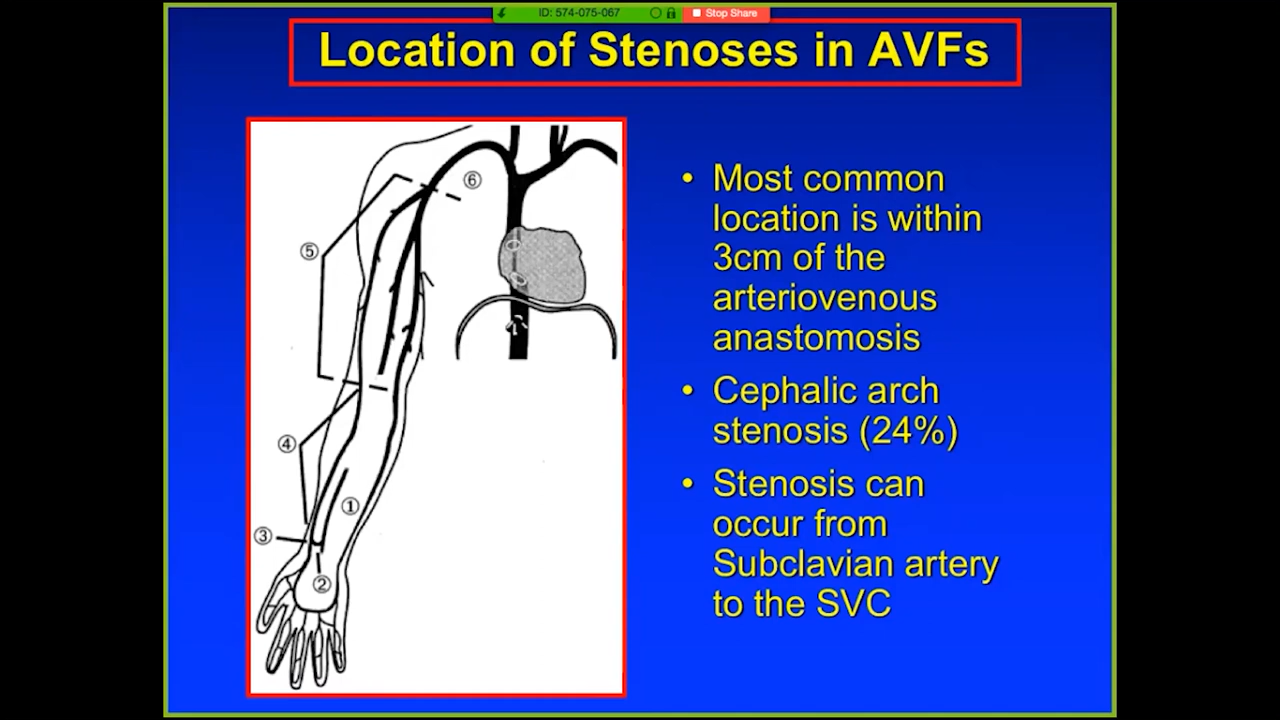 ID: 574-075-067
Stop Share
Location of Stenoses in AVFs
⑥
⑤
④
①
③
②
• Most common
location is within
3cm of the
arteriovenous
anastomosis
• Cephalic arch
stenosis (24%)
• Stenosis can
occur from
Subclavian artery
to the SVC